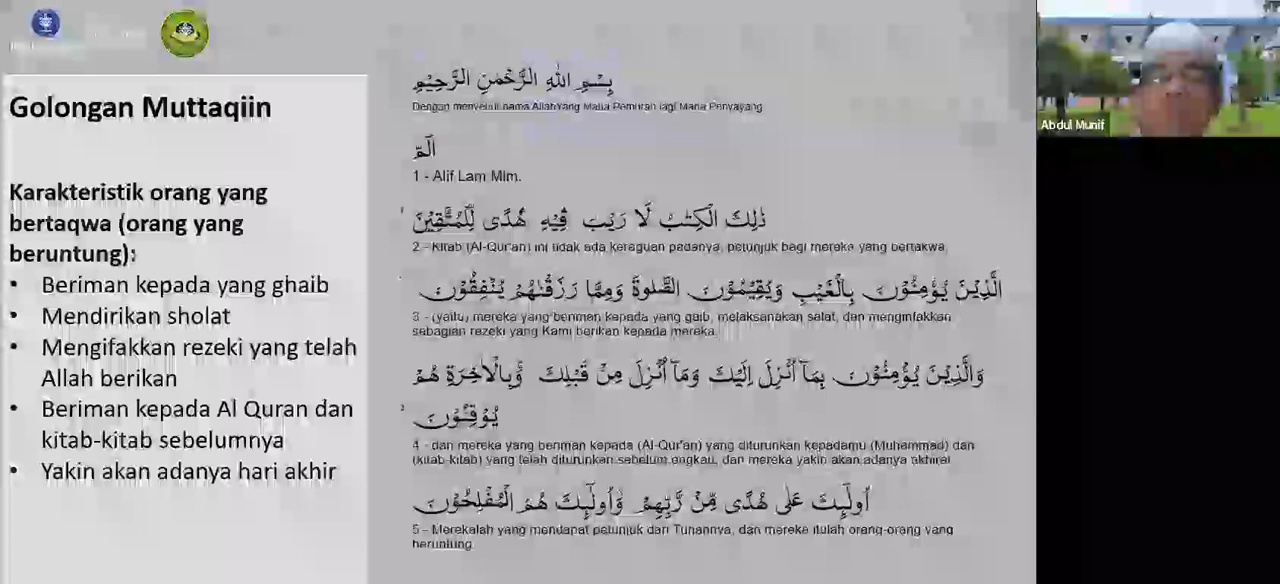 Golongan Muttaqiin
Karakteristik orang yang
bertaqwa (orang yang
beruntung):
• Beriman kepada yang ghaib
• Mendirikan sholat
• Mengifakkan rezeki yang telah
Allah berikan
• Beriman kepada Al Quran dan
kitab-kitab sebelumnya
• Yakin akan adanya hari akhir
بِسْمِ اللّٰهِ الرَّحْمٰنِ الرَّحِيْمِ
Dengan menyebut nama Allah Yang Maha Pemurah lagi Maha Penyayang
الۤمّۤ
1 - Alif Lam Mim.
ذٰلِكَ الْكِتٰبُ لَا رَيْبَ فِيْهِ هُدًى لِّلْمُتَّقِيْنَ
2 - Kitab (Al-Qur'an) ini tidak ada keraguan padanya, petunjuk bagi mereka yang bertakwa,
الَّذِيْنَ يُؤْمِنُوْنَ بِالْغَيْبِ وَيُقِيْمُوْنَ الصَّلٰوةَ وَمِمَّا رَزَقْنٰهُمْ يُنْفِقُوْنَ
3 - (yaitu) mereka yang beriman kepada yang gaib, melaksanakan salat, dan menginfakkan
sebagian rezeki yang Kami berikan kepada mereka,
وَالَّذِيْنَ يُؤْمِنُوْنَ بِمَآ اُنْزِلَ اِلَيْكَ وَمَآ اُنْزِلَ مِنْ قَبْلِكَ وَبِالْاٰخِرَةِ هُمْ
يُوْقِنُوْنَ
4 - dan mereka yang beriman kepada (Al-Qur'an) yang diturunkan kepadamu (Muhammad) dan
(kitab-kitab) yang telah diturunkan sebelum engkau, dan mereka yakin akan adanya akhirat
اُولٰۤىِٕكَ عَلٰى هُدًى مِّنْ رَّبِّهِمْ وَاُولٰۤىِٕكَ هُمُ الْمُفْلِحُوْنَ
5 - Merekalah yang mendapat petunjuk dari Tuhannya, dan mereka itulah orang-orang yang
beruntung.
Abdul Munif